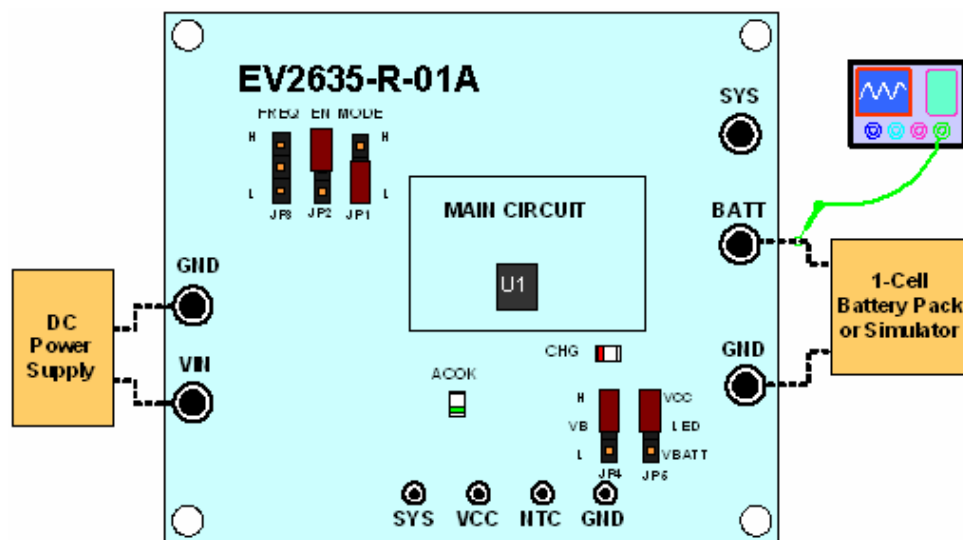 EV2635-R-01A
FREQ EN MODE
H H
L L
JP3 JP2 JP1
SYS
MAIN CIRCUIT
BATT
U1
GND
DC
Power
Supply
VIN
1-Cell
Battery Pack
or Simulator
CHG
GND
ACOK
H VCC
VB LED
L VBATT
JP4 JP5
SYS VCC NTC GND